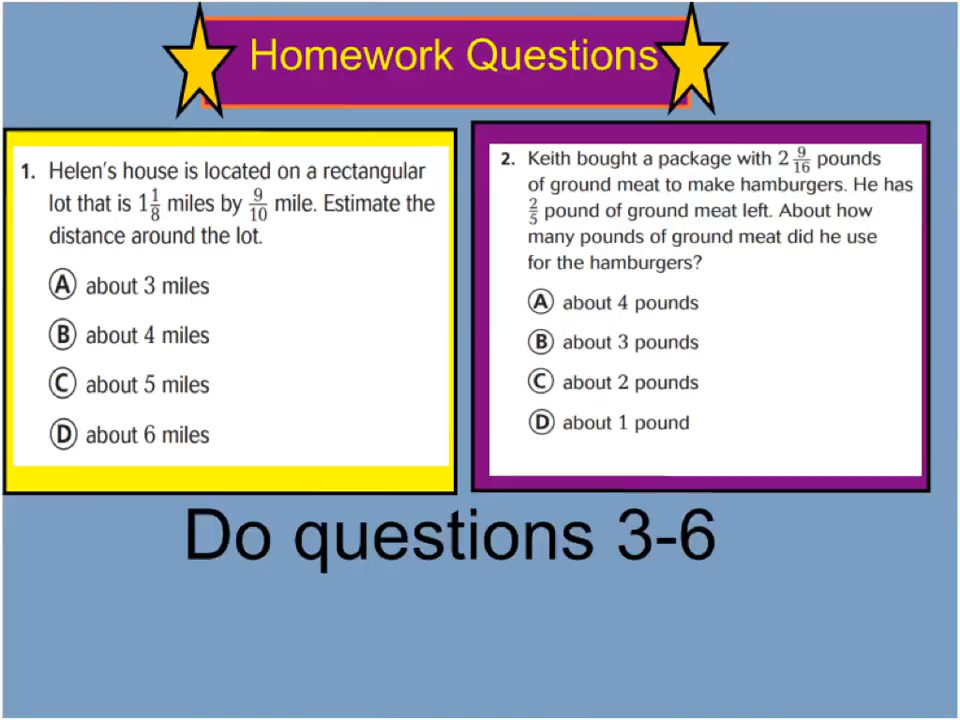 Homework Questions
1. Helen's house is located on a rectangular
lot that is 1 1/8 miles by 9/10 mile. Estimate the
distance around the lot.
A about 3 miles
B about 4 miles
C about 5 miles
D about 6 miles
2. Keith bought a package with 2 9/16 pounds
of ground meat to make hamburgers. He has
2/5 pound of ground meat left. About how
many pounds of ground meat did he use
for the hamburgers?
A about 4 pounds
B about 3 pounds
C about 2 pounds
D about 1 pound
Do questions 3-6